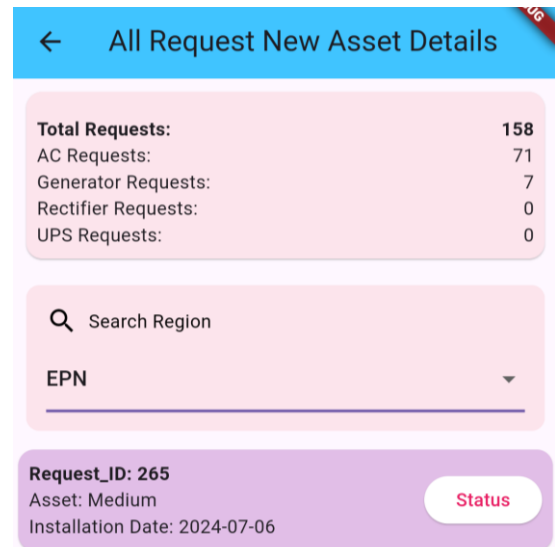 All Request New Asset Details
UG
Total Requests: 158
AC Requests: 71
Generator Requests: 7
Rectifier Requests: 0
UPS Requests: 0
Search Region
EPN
Request_ID: 265
Asset: Medium
Installation Date: 2024-07-06
Status